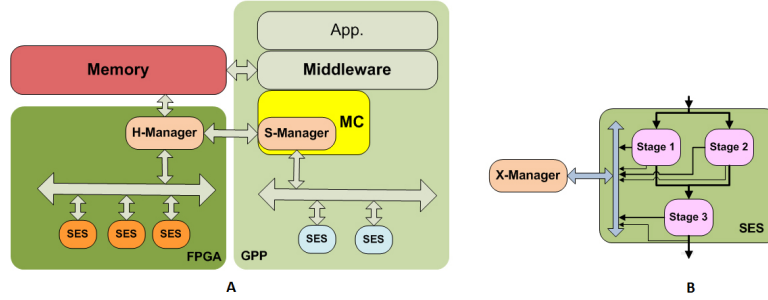 App.
Memory
Middleware
MC
H-Manager
S-Manager
SES
SES
SES
SES
SES
FPGA
GPP
A
Stage 1
Stage 2
X-Manager
Stage 3
SES
B